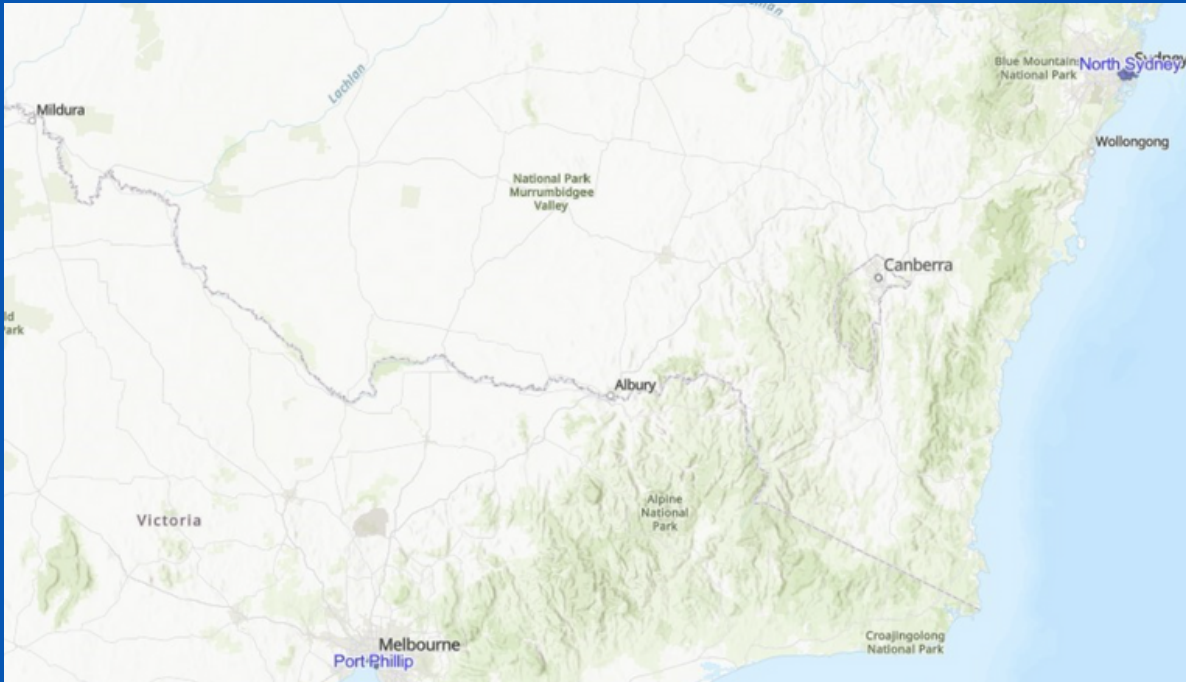 Lachlan
Blue Mountains
National Park
Sydney
North Sydney
Mildura
Wollongong
National Park
Murrumbidgee
Valley
Canberra
Albury
Alpine
National
Park
Victoria
Melbourne
Port Phillip
Croajingolong
National Park